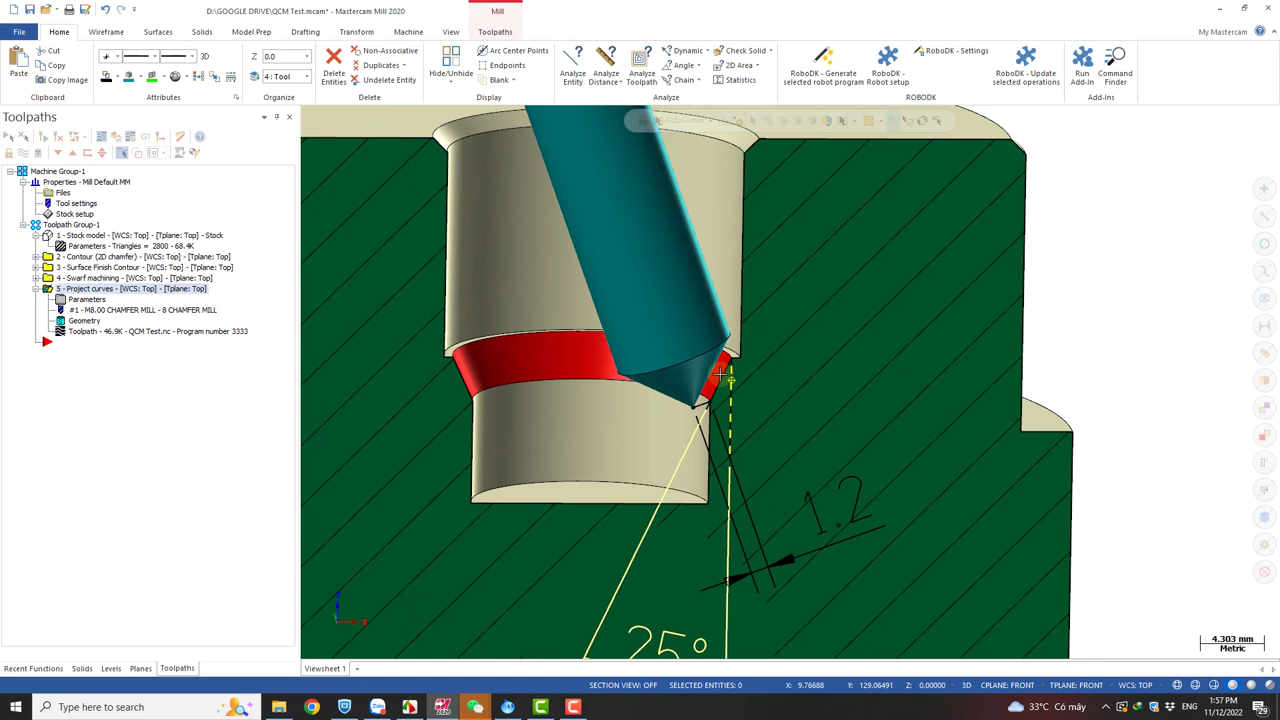 D:\GOOGLE DRIVE\QCM Test.mcam* - Mastercam Mill 2020
Mill
File
Home
Wireframe
Surfaces
Solids
Model Prep
Drafting
Transform
Machine
View
Toolpaths
My Mastercam
Paste
Cut
Copy
Copy Image
Clipboard
3D
Attributes
Z 0.0
4 : Tool
Organize
Delete Entities
Non-Associative
Duplicates
Undelete Entity
Delete
Hide/Unhide
Arc Center Points
Endpoints
Blank
Display
Analyze Entity
Analyze Distance
Analyze Toolpath
Dynamic
Angle
Chain
Check Solid
2D Area
Statistics
Analyze
RoboDK - Generate selected robot program
RoboDK - Robot setup
RoboDK - Settings
RoboDK - Update selected operations
ROBODK
Run Add-In
Command Finder
Add-Ins
Toolpaths
G1
Machine Group-1
Properties - Mill Default MM
Files
Tool settings
Stock setup
Toolpath Group-1
1 - Stock model - [WCS: Top] - [Tplane: Top] - Stock
Parameters - Triangles = 2800 - 68.4K
2 - Contour (2D chamfer) - [WCS: Top] - [Tplane: Top]
3 - Surface Finish Contour - [WCS: Top] - [Tplane: Top]
4 - Swarf machining - [WCS: Top] - [Tplane: Top]
5 - Project curves - [WCS: Top] - [Tplane: Top]
Parameters
#1 - M8.00 CHAMFER MILL - 8 CHAMFER MILL
Geometry
Toolpath - 46.9K - QCM Test.nc - Program number 3333
AutoCursor
1.2
25°
4.303 mm
Metric
Recent Functions
Solids
Levels
Planes
Toolpaths
Viewsheet 1
+
SECTION VIEW: OFF
SELECTED ENTITIES: 0
X: 9.76688
Y: 129.06491
Z: 0.00000
3D
CPLANE: FRONT
TPLANE: FRONT
WCS: TOP
Type here to search
33°C Có mây
1:57 PM
11/12/2022
29